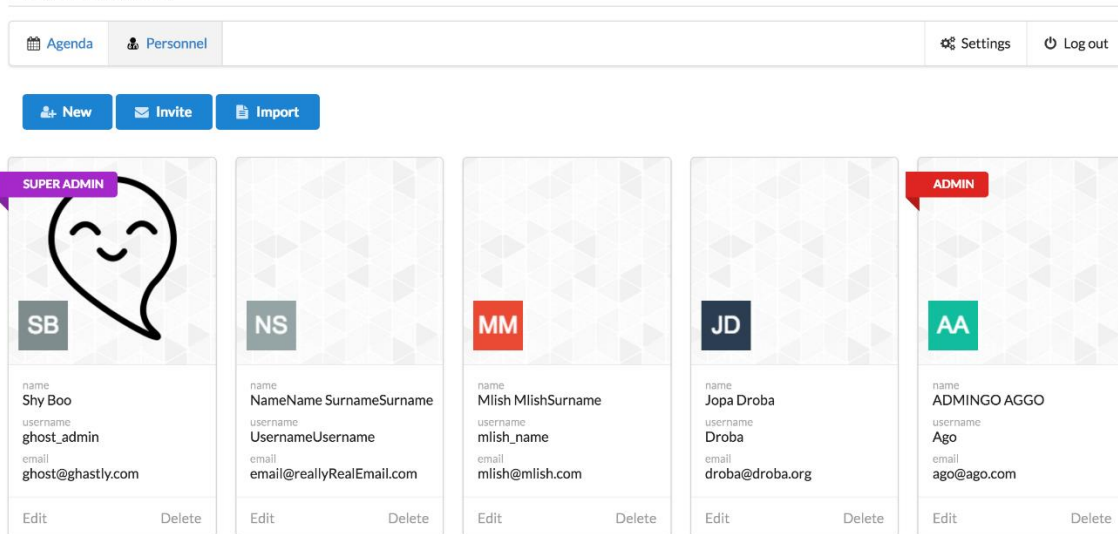 Agenda Personnel Settings Log out
New Invite Import
SUPER ADMIN
SB
name
Shy Boo
username
ghost_admin
email
ghost@ghastly.com
Edit Delete
NS
name
NameName SurnameSurname
username
UsernameUsername
email
email@reallyRealEmail.com
Edit Delete
MM
name
Mlish MlishSurname
username
mlish_name
email
mlish@mlish.com
Edit Delete
JD
name
Jopa Droba
username
Droba
email
droba@droba.org
Edit Delete
ADMIN
AA
name
ADMINGO AGGO
username
Ago
email
ago@ago.com
Edit Delete